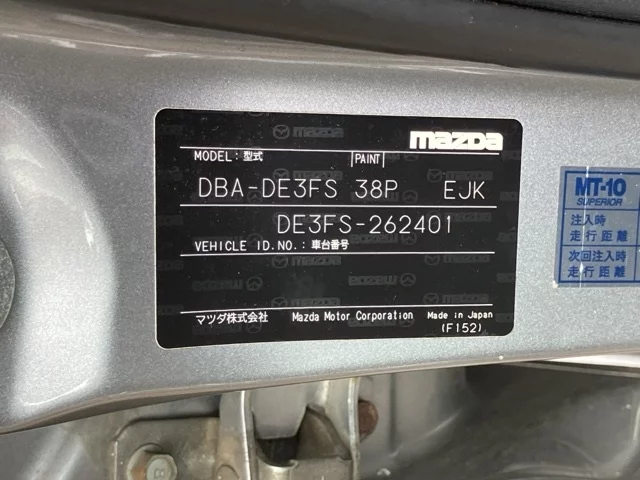 mazda
MODEL: 型式 PAINT
DBA-DE3FS 38P EJK
DE3FS-262401
VEHICLE ID.NO.: 車台番号
マツダ株式会社 Mazda Motor Corporation Made in Japan
(F152)
MT-10
SUPERIOR
注入時
走行距離
次回注入時
走行距離